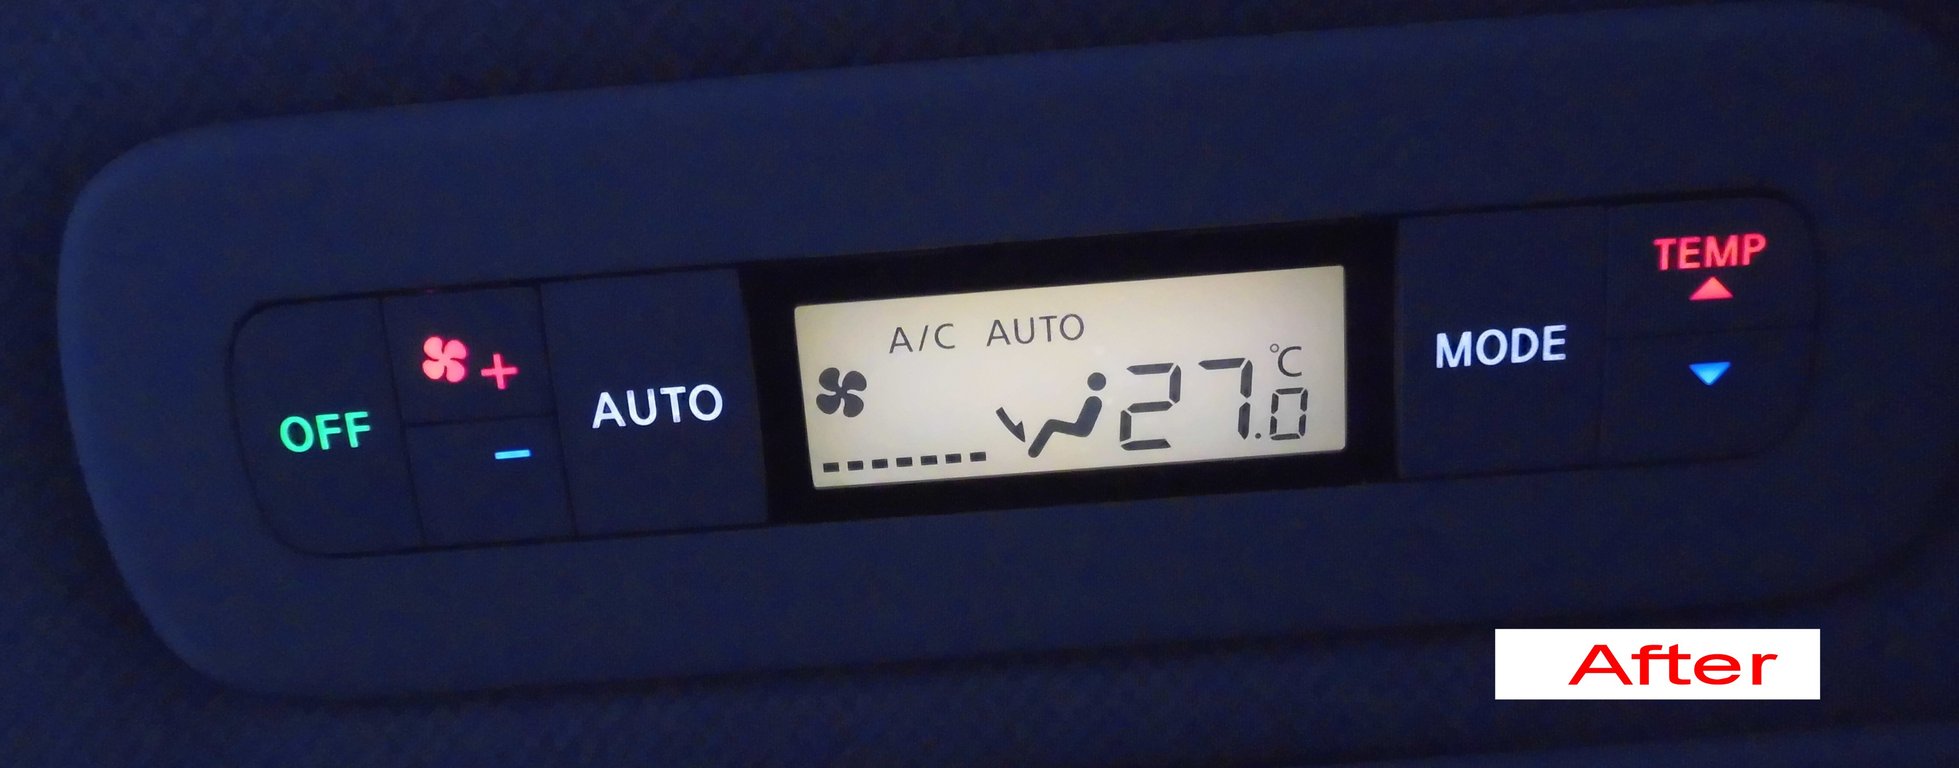 OFF
+
−
AUTO
A/C AUTO
27.0
°C
MODE
TEMP
After